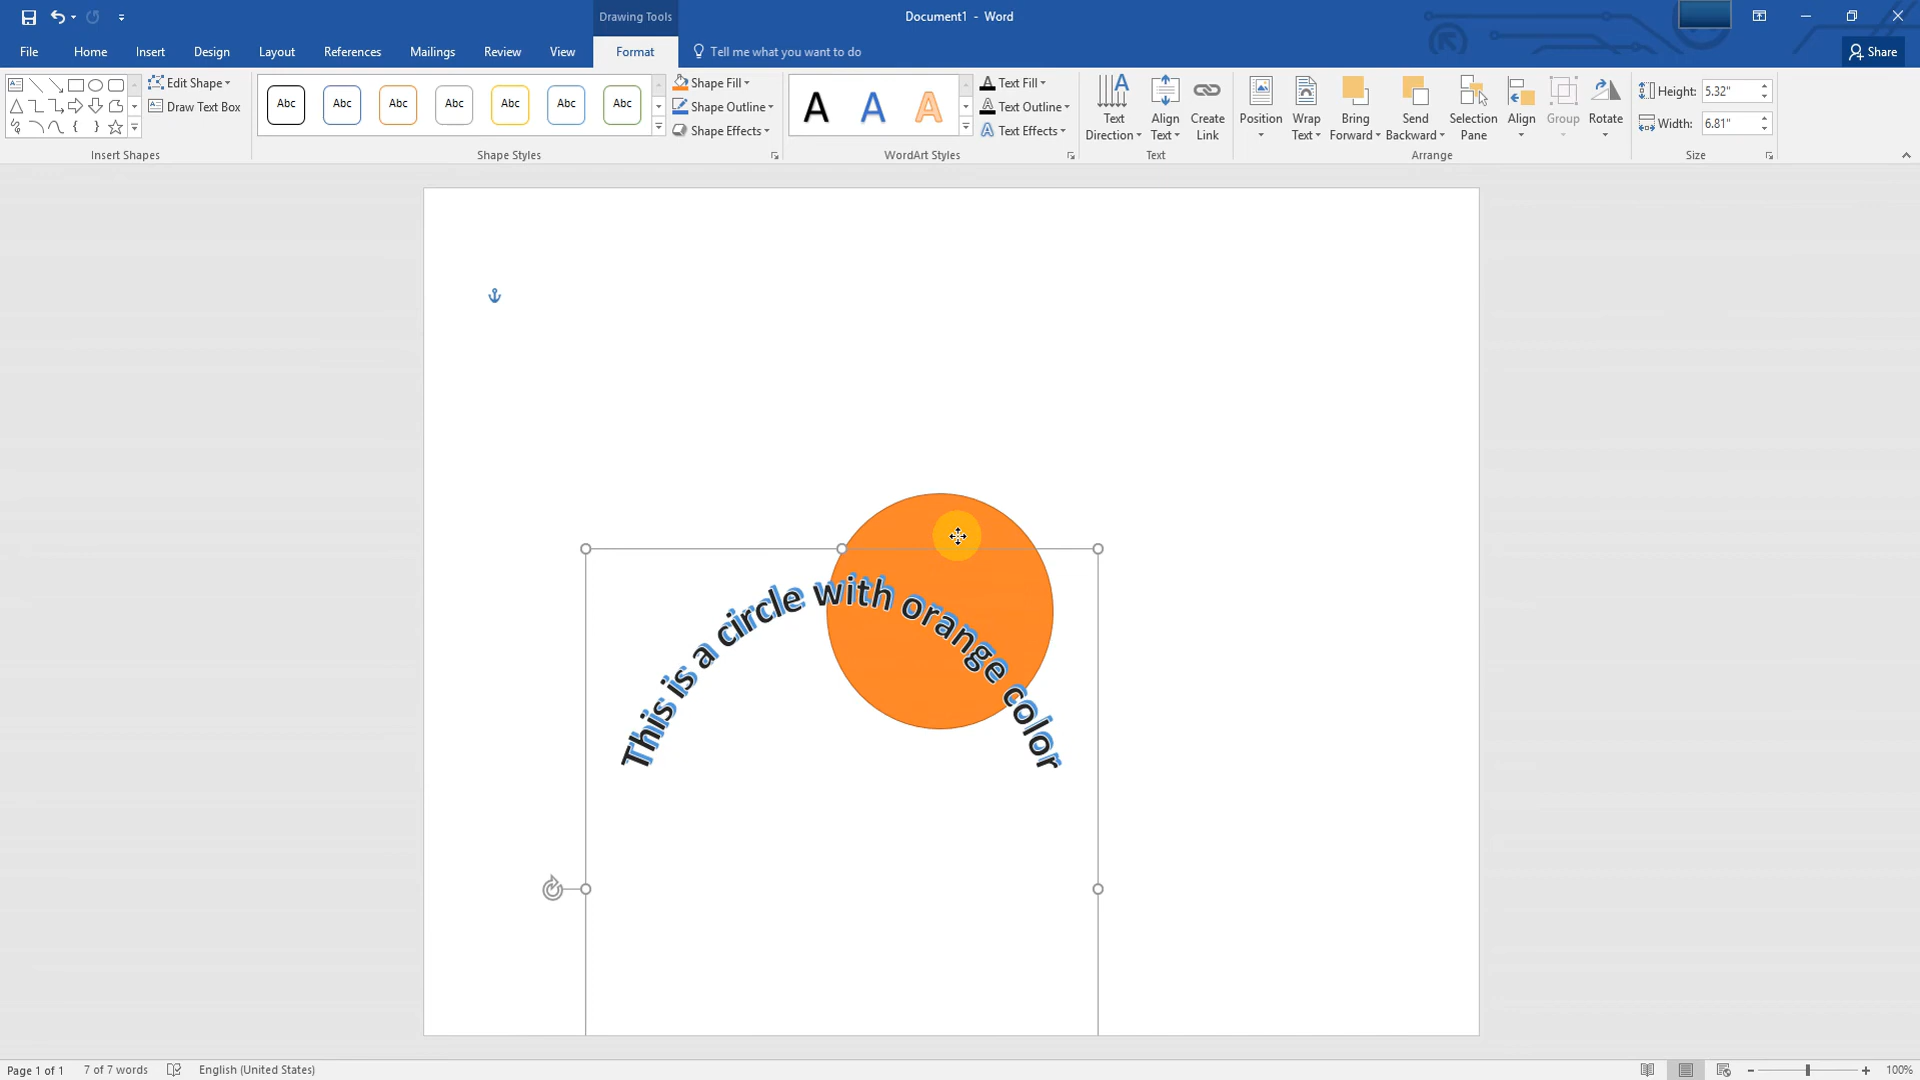 Drawing Tools
Document1 - Word
File Home Insert Design Layout References Mailings Review View Format Tell me what you want to do Share
Edit Shape
Draw Text Box
Insert Shapes
Abc Abc Abc Abc Abc Abc Abc
Shape Fill
Shape Outline
Shape Effects
Shape Styles
A A A
Text Fill
Text Outline
Text Effects
WordArt Styles
Text Direction
Align Text
Create Link
Text
Position
Wrap Text
Bring Forward
Send Backward
Selection Pane
Align
Group
Rotate
Arrange
Height: 5.32"
Width: 6.81"
Size
This is a circle with orange color
Page 1 of 1 7 of 7 words English (United States) 100%